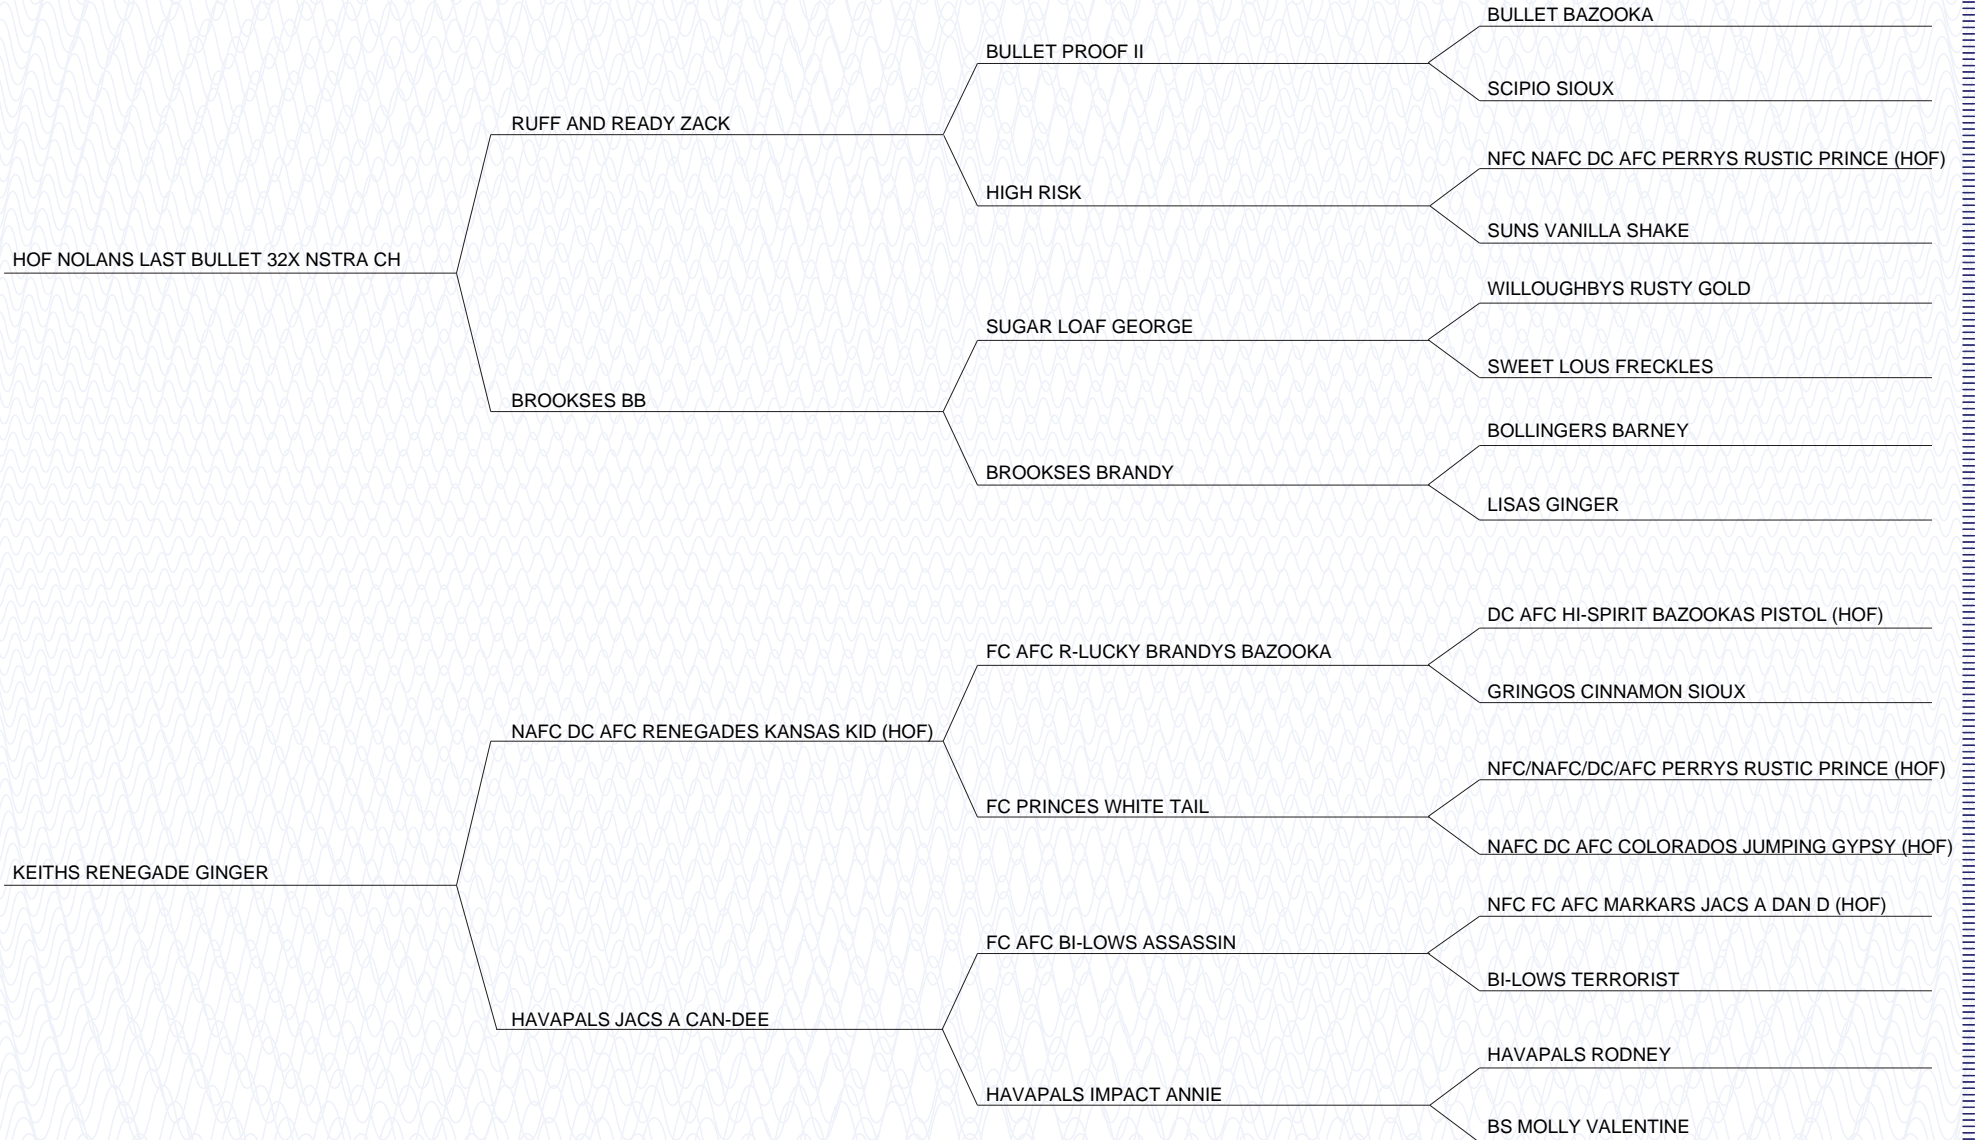 BULLET BAZOOKA
BULLET PROOF II
SCIPIO SIOUX
RUFF AND READY ZACK
NFC NAFC DC AFC PERRYS RUSTIC PRINCE (HOF)
HIGH RISK
SUNS VANILLA SHAKE
HOF NOLANS LAST BULLET 32X NSTRA CH
WILLOUGHBYS RUSTY GOLD
SUGAR LOAF GEORGE
SWEET LOUS FRECKLES
BROOKSES BB
BOLLINGERS BARNEY
BROOKSES BRANDY
LISAS GINGER
DC AFC HI-SPIRIT BAZOOKAS PISTOL (HOF)
FC AFC R-LUCKY BRANDYS BAZOOKA
GRINGOS CINNAMON SIOUX
NAFC DC AFC RENEGADES KANSAS KID (HOF)
NFC/NAFC/DC/AFC PERRYS RUSTIC PRINCE (HOF)
FC PRINCES WHITE TAIL
NAFC DC AFC COLORADOS JUMPING GYPSY (HOF)
KEITHS RENEGADE GINGER
NFC FC AFC MARKARS JACS A DAN D (HOF)
FC AFC BI-LOWS ASSASSIN
BI-LOWS TERRORIST
HAVAPALS JACS A CAN-DEE
HAVAPALS RODNEY
HAVAPALS IMPACT ANNIE
BS MOLLY VALENTINE